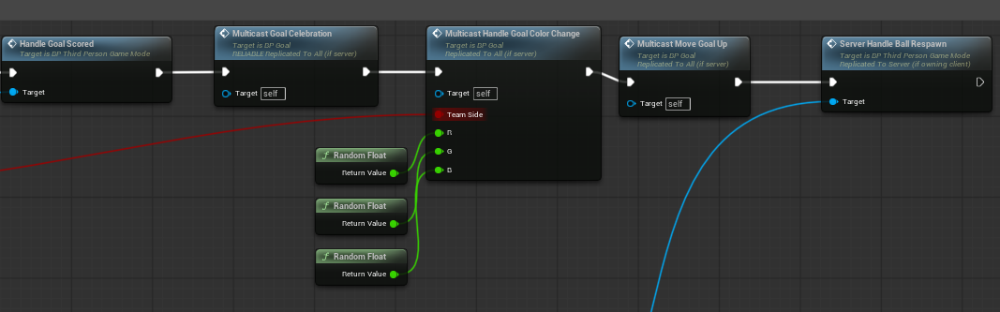 Handle Goal Scored
Target is BP Third Person Game Mode
Target
Multicast Goal Celebration
Target is BP Goal
RELIABLE Replicated To All (if server)
Target self
Multicast Handle Goal Color Change
Target is BP Goal
Replicated To All (if server)
Target self
Team Side
R
G
B
Random Float
Return Value
Random Float
Return Value
Random Float
Return Value
Multicast Move Goal Up
Target is BP Goal
Replicated To All (if server)
Target self
Server Handle Ball Respawn
Target is BP Third Person Game Mode
Replicated To Server (if owning client)
Target